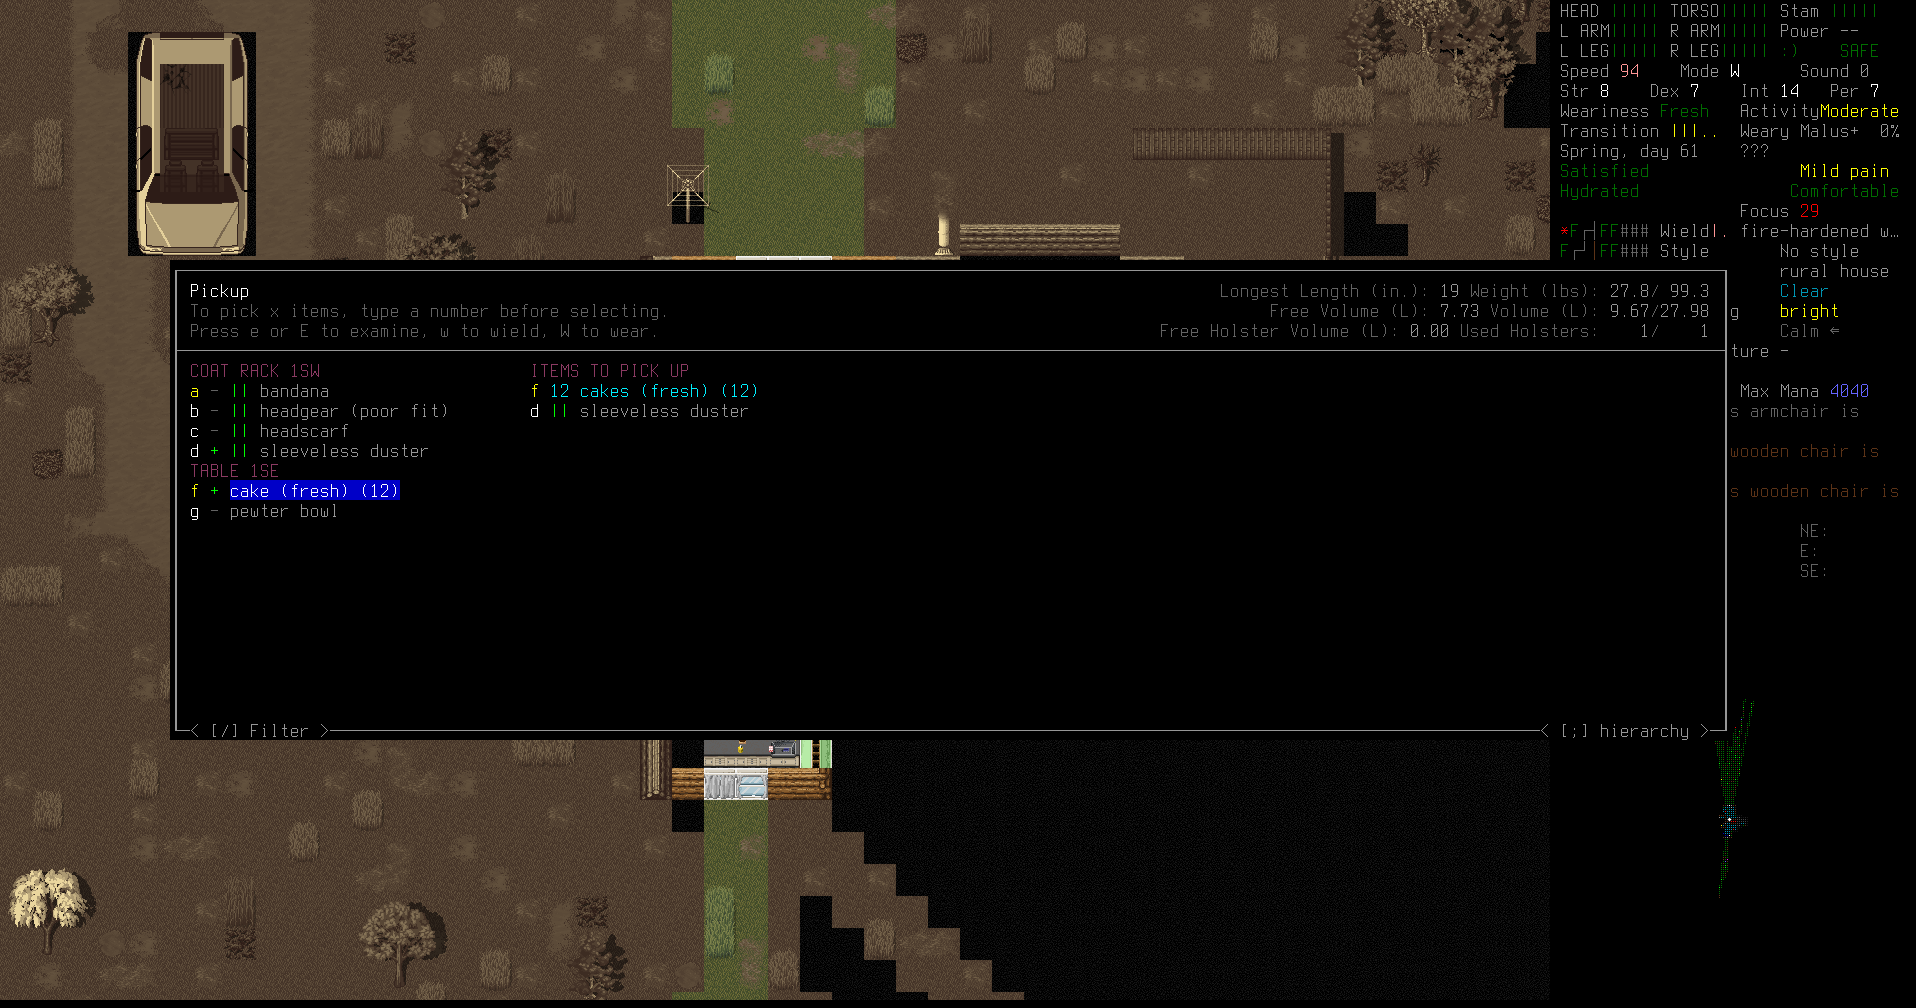 HEAD ||||| TORSO||||| Stam |||||
L ARM||||| R ARM||||| Power --
L LEG||||| R LEG||||| :) SAFE
Speed 94 Mode W Sound 0
Str 8 Dex 7 Int 14 Per 7
Weariness Fresh ActivityModerate
Transition |||.. Weary Malus+ 0%
Spring, day 61 ???
Satisfied Mild pain
Hydrated Comfortable
Focus 29
*F┌┤FF### Wield|. fire-hardened w…
F┌┘|FF### Style No style
rural house
Clear
g bright
Calm ⇐
ture -
Max Mana 4040
s armchair is
wooden chair is
s wooden chair is
NE:
E:
SE:
Pickup
To pick x items, type a number before selecting.
Press e or E to examine, w to wield, W to wear.
Longest Length (in.): 19 Weight (lbs): 27.8/ 99.3
Free Volume (L): 7.73 Volume (L): 9.67/27.98
Free Holster Volume (L): 0.00 Used Holsters: 1/ 1
COAT RACK 1SW
a - || bandana
b - || headgear (poor fit)
c - || headscarf
d + || sleeveless duster
TABLE 1SE
f + cake (fresh) (12)
g - pewter bowl
ITEMS TO PICK UP
f 12 cakes (fresh) (12)
d || sleeveless duster
< [/] Filter >
< [;] hierarchy >